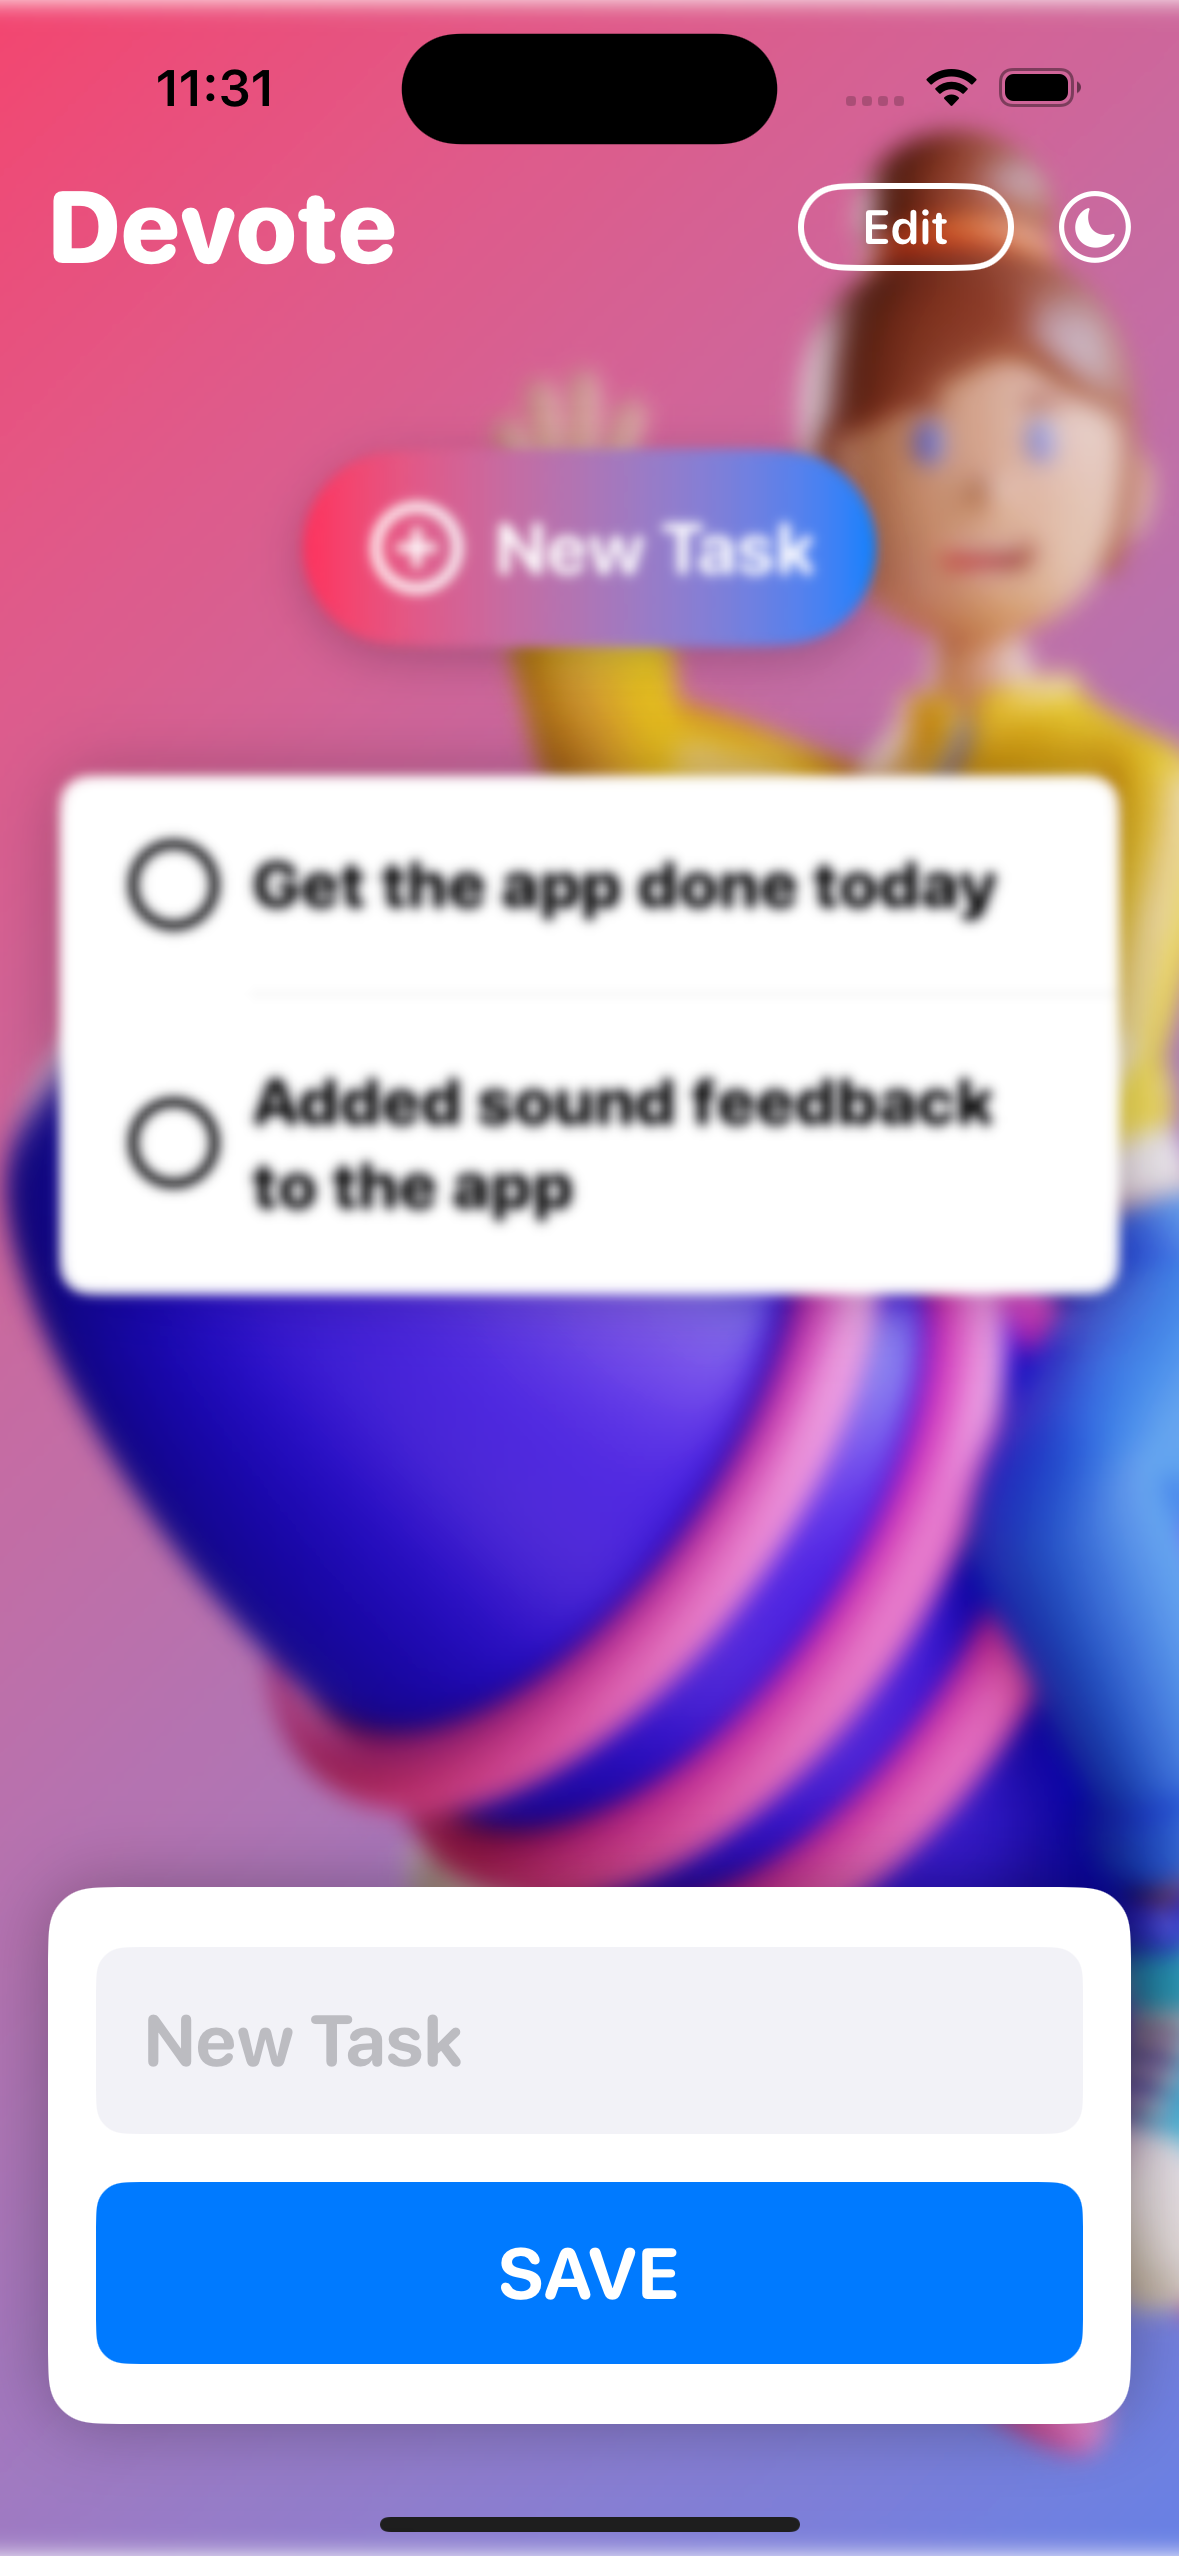 11:31
Devote
Edit
New Task
Get the app done today
Added sound feedback
to the app
New Task
SAVE